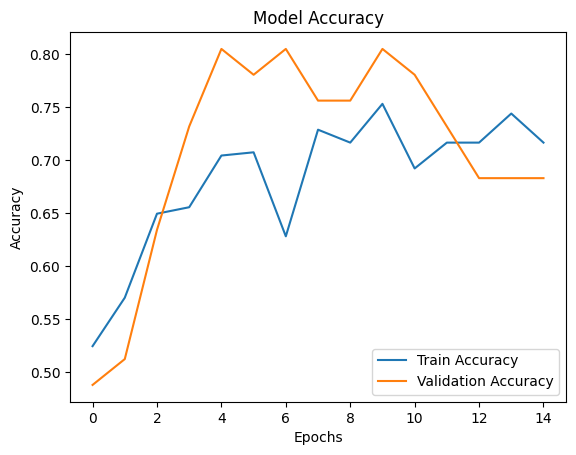 Model Accuracy
Accuracy
0.80
0.75
0.70
0.65
0.60
0.55
0.50
Train Accuracy
Validation Accuracy
0 2 4 6 8 10 12 14
Epochs